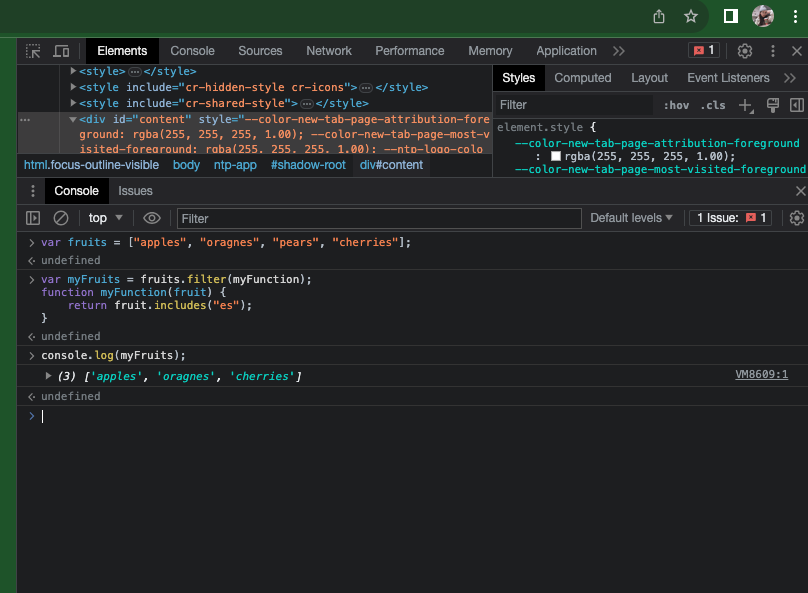 Elements Console Sources Network Performance Memory Application 1
<style>…</style>
<style include="cr-hidden-style cr-icons">…</style>
<style include="cr-shared-style">…</style>
<div id="content" style="--color-new-tab-page-attribution-fore
ground: rgba(255, 255, 255, 1.00); --color-new-tab-page-most-v
isited-foreground: rgba(255, 255, 255, 1.00); --ntp-logo-colo
html.focus-outline-visible body ntp-app #shadow-root div#content
Styles Computed Layout Event Listeners
Filter :hov .cls
element.style {
--color-new-tab-page-attribution-foreground
: rgba(255, 255, 255, 1.00);
--color-new-tab-page-most-visited-foreground
Console Issues
top Filter Default levels 1 Issue: 1
var fruits = ["apples", "oragnes", "pears", "cherries"];
undefined
var myFruits = fruits.filter(myFunction);
function myFunction(fruit) {
return fruit.includes("es");
}
undefined
console.log(myFruits);
(3) ['apples', 'oragnes', 'cherries'] VM8609:1
undefined